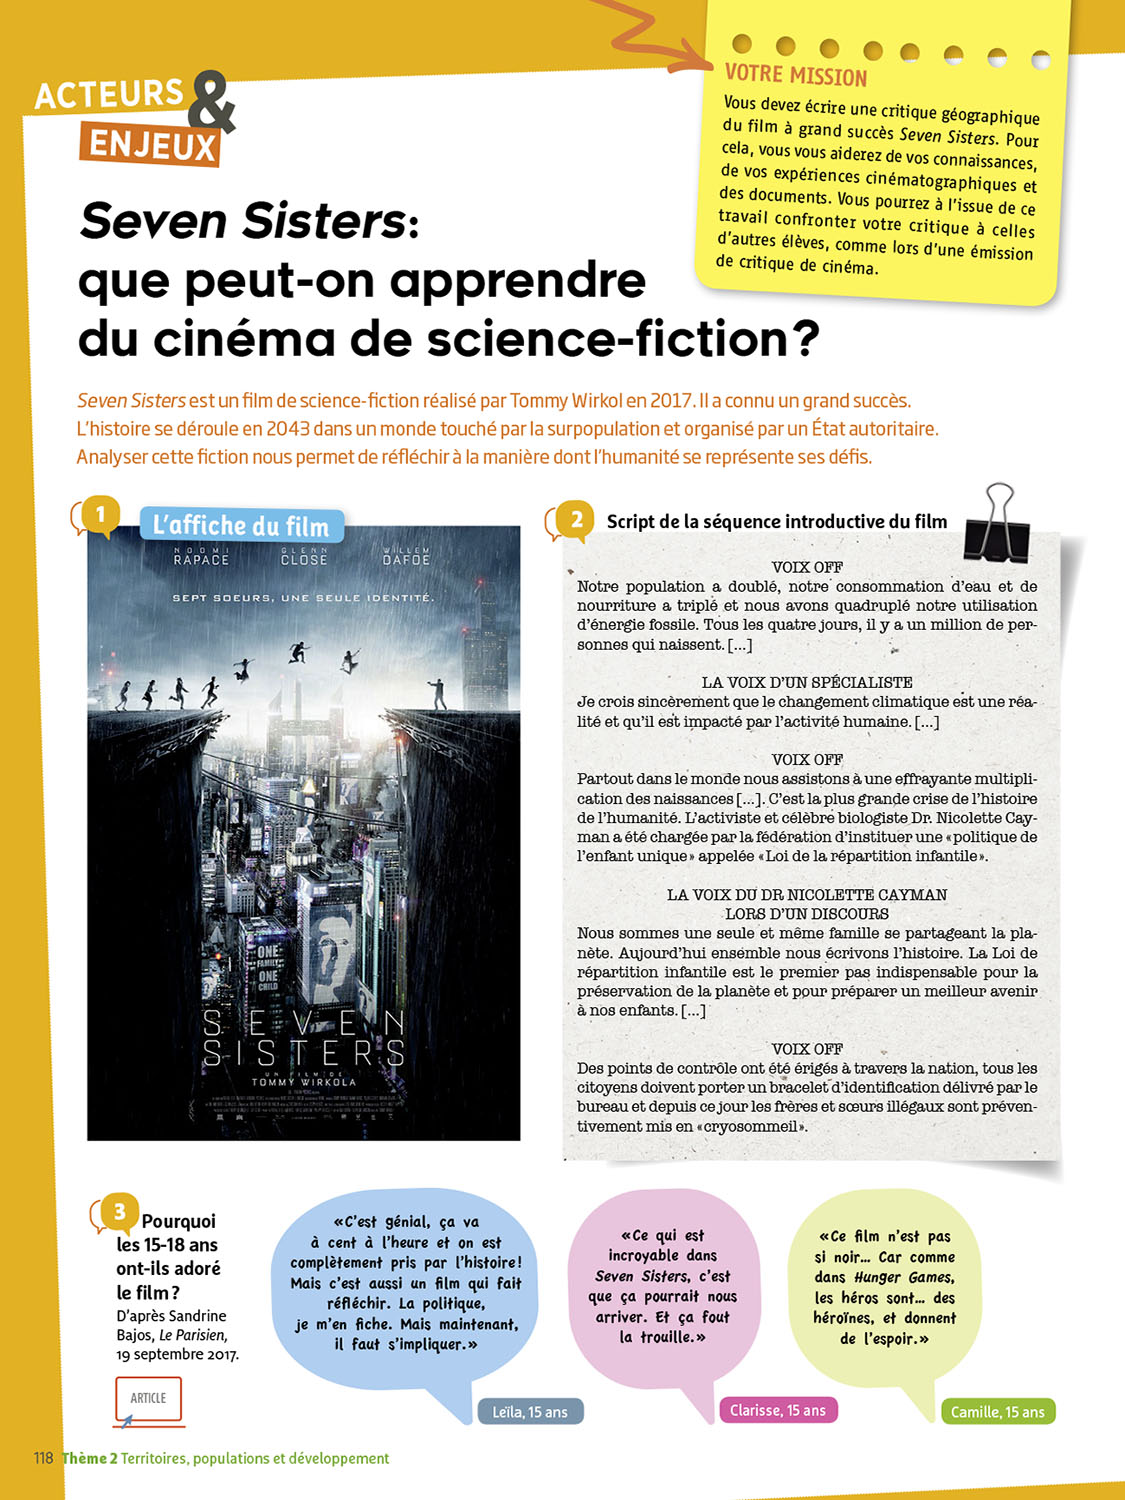 ACTEURS &
ENJEUX
VOTRE MISSION
Vous devez écrire une critique géographique
du film à grand succès Seven Sisters. Pour
cela, vous vous aiderez de vos connaissances,
de vos expériences cinématographiques et
des documents. Vous pourrez à l'issue de ce
travail confronter votre critique à celles
d'autres élèves, comme lors d'une émission
de critique de cinéma.
Seven Sisters:
que peut-on apprendre
du cinéma de science-fiction?
Seven Sisters est un film de science-fiction réalisé par Tommy Wirkol en 2017. Il a connu un grand succès.
L'histoire se déroule en 2043 dans un monde touché par la surpopulation et organisé par un État autoritaire.
Analyser cette fiction nous permet de réfléchir à la manière dont l'humanité se représente ses défis.
1 L'affiche du film
NOOMI RAPACE GLENN CLOSE WILLEM DAFOE
SEPT SOEURS, UNE SEULE IDENTITÉ.
ONE
FAMILY
ONE
CHILD
SEVEN
SISTERS
UN FILM DE
TOMMY WIRKOLA
2 Script de la séquence introductive du film
VOIX OFF
Notre population a doublé, notre consommation d'eau et de
nourriture a triplé et nous avons quadruplé notre utilisation
d'énergie fossile. Tous les quatre jours, il y a un million de per-
sonnes qui naissent. [...]
LA VOIX D'UN SPÉCIALISTE
Je crois sincèrement que le changement climatique est une réa-
lité et qu'il est impacté par l'activité humaine. [...]
VOIX OFF
Partout dans le monde nous assistons à une effrayante multipli-
cation des naissances [...]. C'est la plus grande crise de l'histoire
de l'humanité. L'activiste et célèbre biologiste Dr. Nicolette Cay-
man a été chargée par la fédération d'instituer une «politique de
l'enfant unique» appelée «Loi de la répartition infantile».
LA VOIX DU DR NICOLETTE CAYMAN
LORS D'UN DISCOURS
Nous sommes une seule et même famille se partageant la pla-
nète. Aujourd'hui ensemble nous écrivons l'histoire. La Loi de
répartition infantile est le premier pas indispensable pour la
préservation de la planète et pour préparer un meilleur avenir
à nos enfants. [...]
VOIX OFF
Des points de contrôle ont été érigés à travers la nation, tous les
citoyens doivent porter un bracelet d'identification délivré par le
bureau et depuis ce jour les frères et sœurs illégaux sont préven-
tivement mis en «cryosommeil».
3 Pourquoi
les 15-18 ans
ont-ils adoré
le film?
D'après Sandrine
Bajos, Le Parisien,
19 septembre 2017.
ARTICLE
«C'est génial, ça va
à cent à l'heure et on est
complètement pris par l'histoire!
Mais c'est aussi un film qui fait
réfléchir. La politique,
je m'en fiche. Mais maintenant,
il faut s'impliquer.»
Leïla, 15 ans
«Ce qui est
incroyable dans
Seven Sisters, c'est
que ça pourrait nous
arriver. Et ça fout
la trouille.»
Clarisse, 15 ans
«Ce film n'est pas
si noir... Car comme
dans Hunger Games,
les héros sont... des
héroïnes, et donnent
de l'espoir.»
Camille, 15 ans
118 Thème 2 Territoires, populations et développement